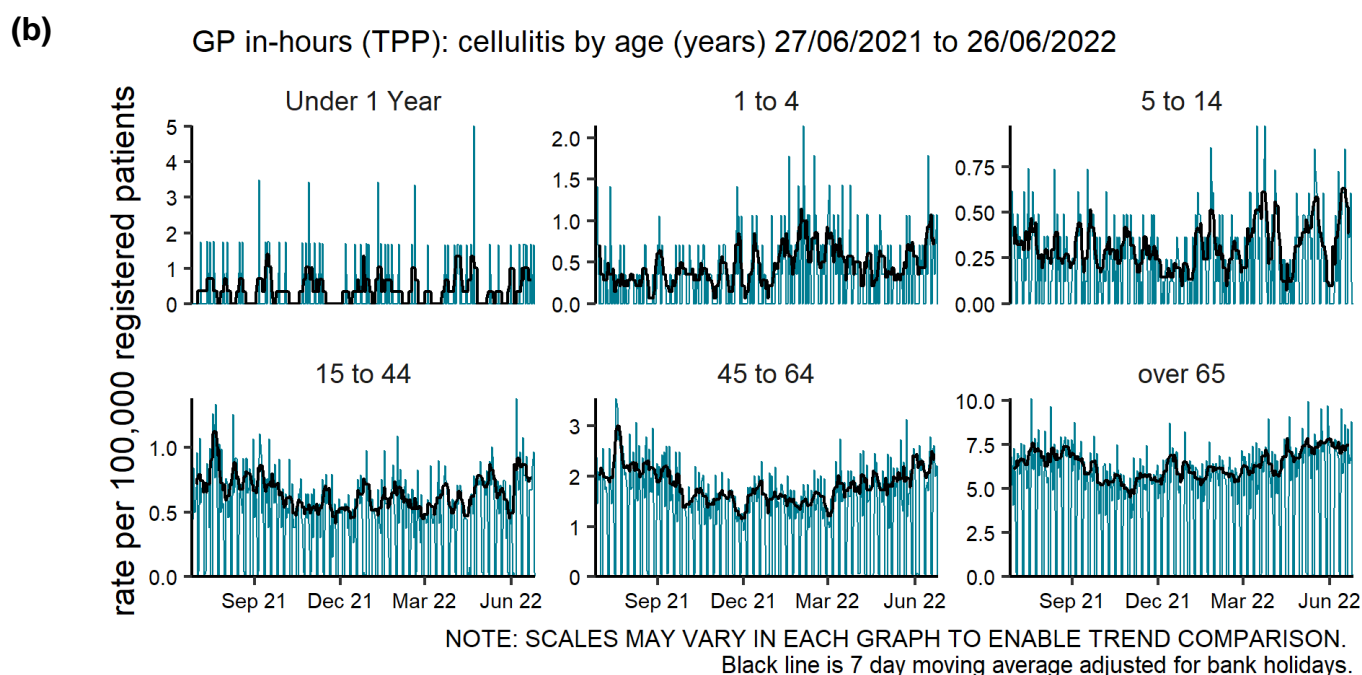 (b)
GP in-hours (TPP): cellulitis by age (years) 27/06/2021 to 26/06/2022
rate per 100,000 registered patients
Under 1 Year
5
4
3
2
1
0
1 to 4
2.0
1.5
1.0
0.5
0.0
5 to 14
0.75
0.50
0.25
0.00
15 to 44
1.0
0.5
0.0
Sep 21 Dec 21 Mar 22 Jun 22
45 to 64
3
2
1
0
Sep 21 Dec 21 Mar 22 Jun 22
over 65
10.0
7.5
5.0
2.5
0.0
Sep 21 Dec 21 Mar 22 Jun 22
NOTE: SCALES MAY VARY IN EACH GRAPH TO ENABLE TREND COMPARISON.
Black line is 7 day moving average adjusted for bank holidays.